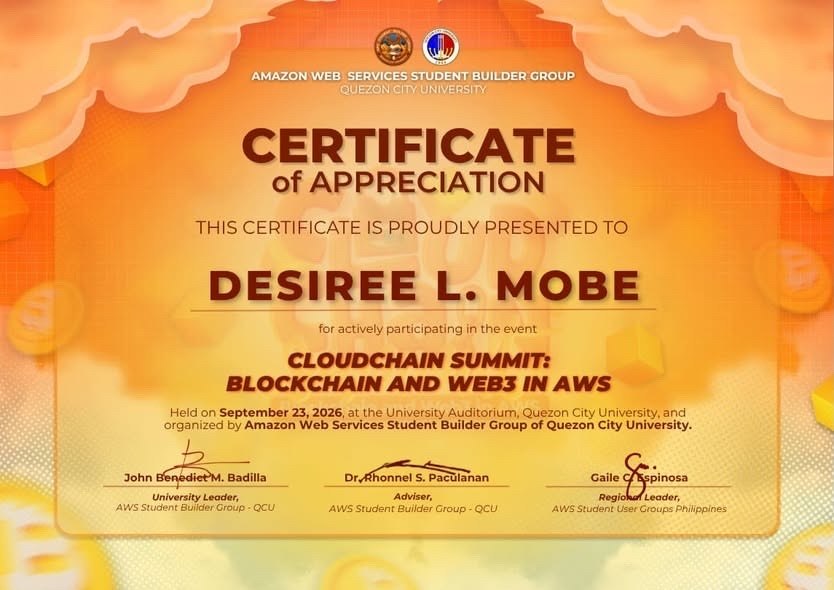 AMAZON WEB SERVICES STUDENT BUILDER GROUP
QUEZON CITY UNIVERSITY
CERTIFICATE
of APPRECIATION
THIS CERTIFICATE IS PROUDLY PRESENTED TO
DESIREE L. MOBE
for actively participating in the event
CLOUDCHAIN SUMMIT:
BLOCKCHAIN AND WEB3 IN AWS
Held on September 23, 2026, at the University Auditorium, Quezon City University, and
organized by Amazon Web Services Student Builder Group of Quezon City University.
John Benedict M. Badilla
University Leader,
AWS Student Builder Group - QCU
Dr. Rhonnel S. Paculanan
Adviser,
AWS Student Builder Group - QCU
Gaile C. Espinosa
Regional Leader,
AWS Student User Groups Philippines